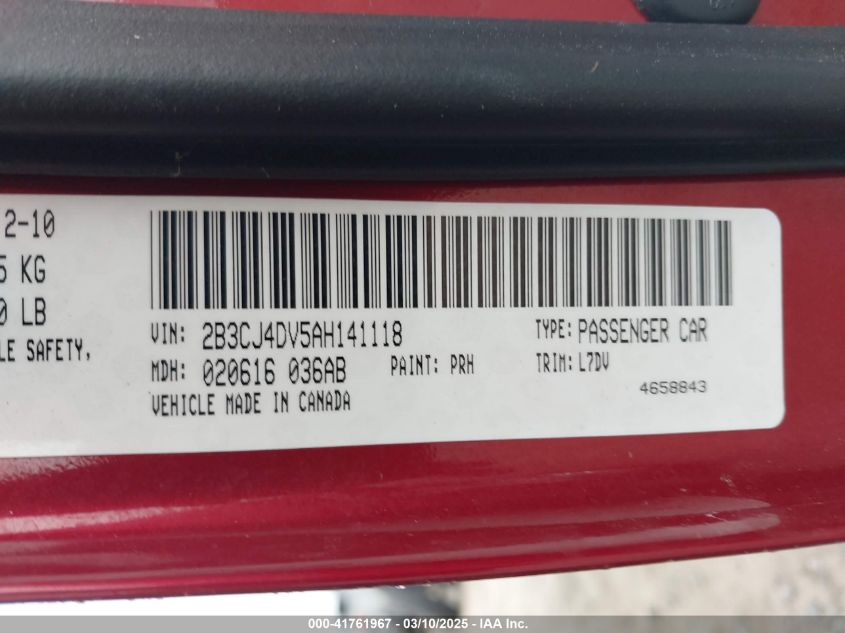 2-10
5 KG
0 LB
LE SAFETY,
VIN: 2B3CJ4DV5AH141118 TYPE: PASSENGER CAR
MDH: 020616 036AB PAINT: PRH TRIM: L7DV
VEHICLE MADE IN CANADA 4658843
000-41761967 - 03/10/2025 - IAA Inc.